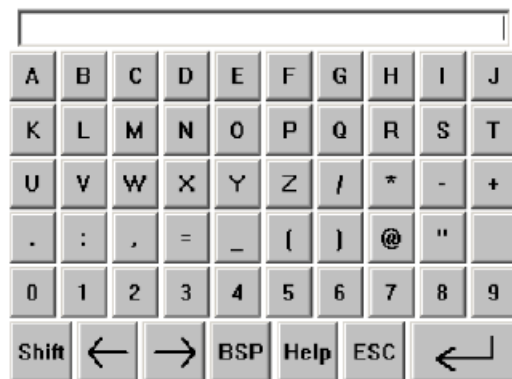 A B C D E F G H I J
K L M N O P Q R S T
U V W X Y Z / * - +
. : , = _ ( ) @ "
0 1 2 3 4 5 6 7 8 9
Shift ← → BSP Help ESC ↵